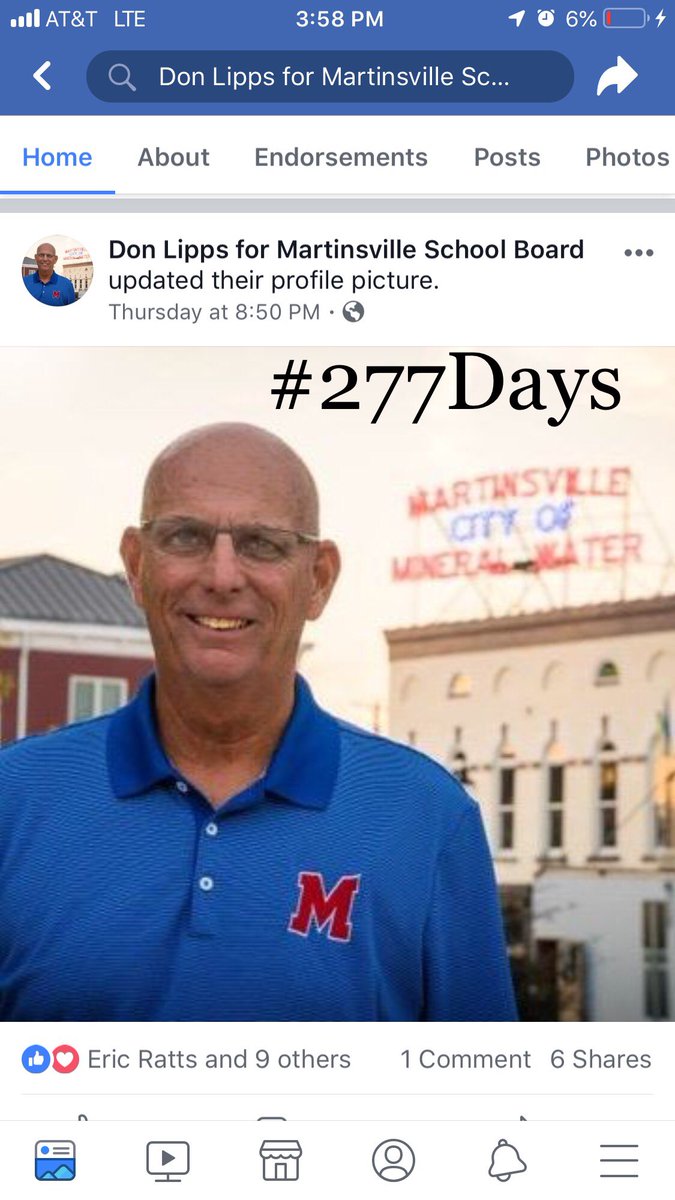 AT&T LTE 3:58 PM 6%
Don Lipps for Martinsville Sc...
Home About Endorsements Posts Photos
Don Lipps for Martinsville School Board
updated their profile picture.
Thursday at 8:50 PM
#277Days
MARTINSVILLE
CITY OF
MINERAL WATER
M
Eric Ratts and 9 others 1 Comment 6 Shares